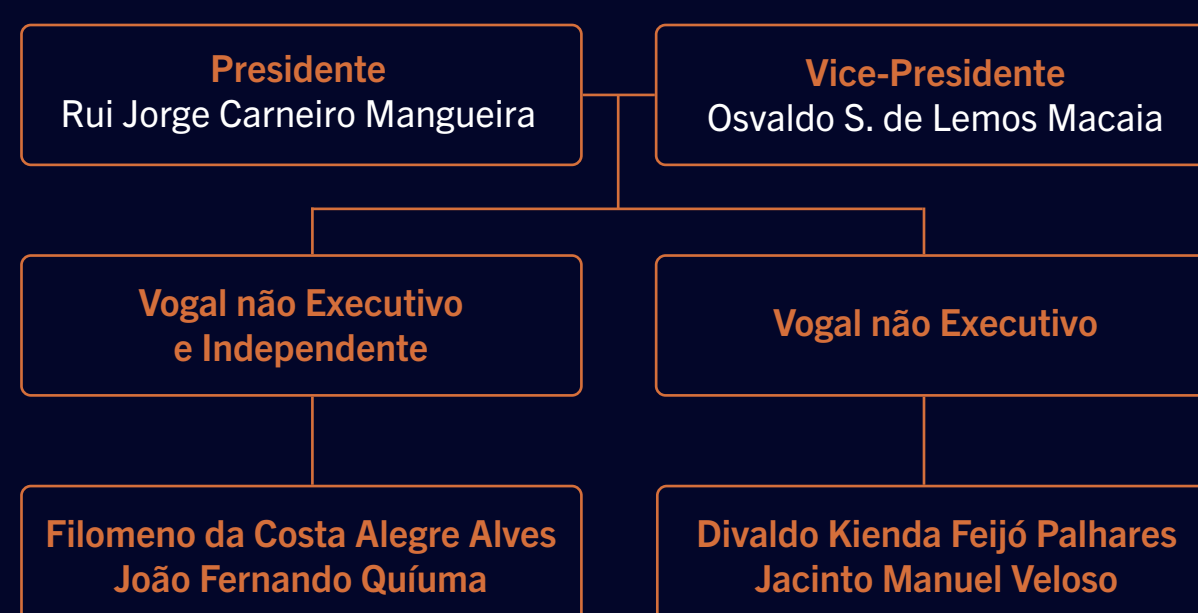 Presidente
Rui Jorge Carneiro Mangueira
Vice-Presidente
Osvaldo S. de Lemos Macaia
Vogal não Executivo
e Independente
Vogal não Executivo
Filomeno da Costa Alegre Alves
João Fernando Quíuma
Divaldo Kienda Feijó Palhares
Jacinto Manuel Veloso